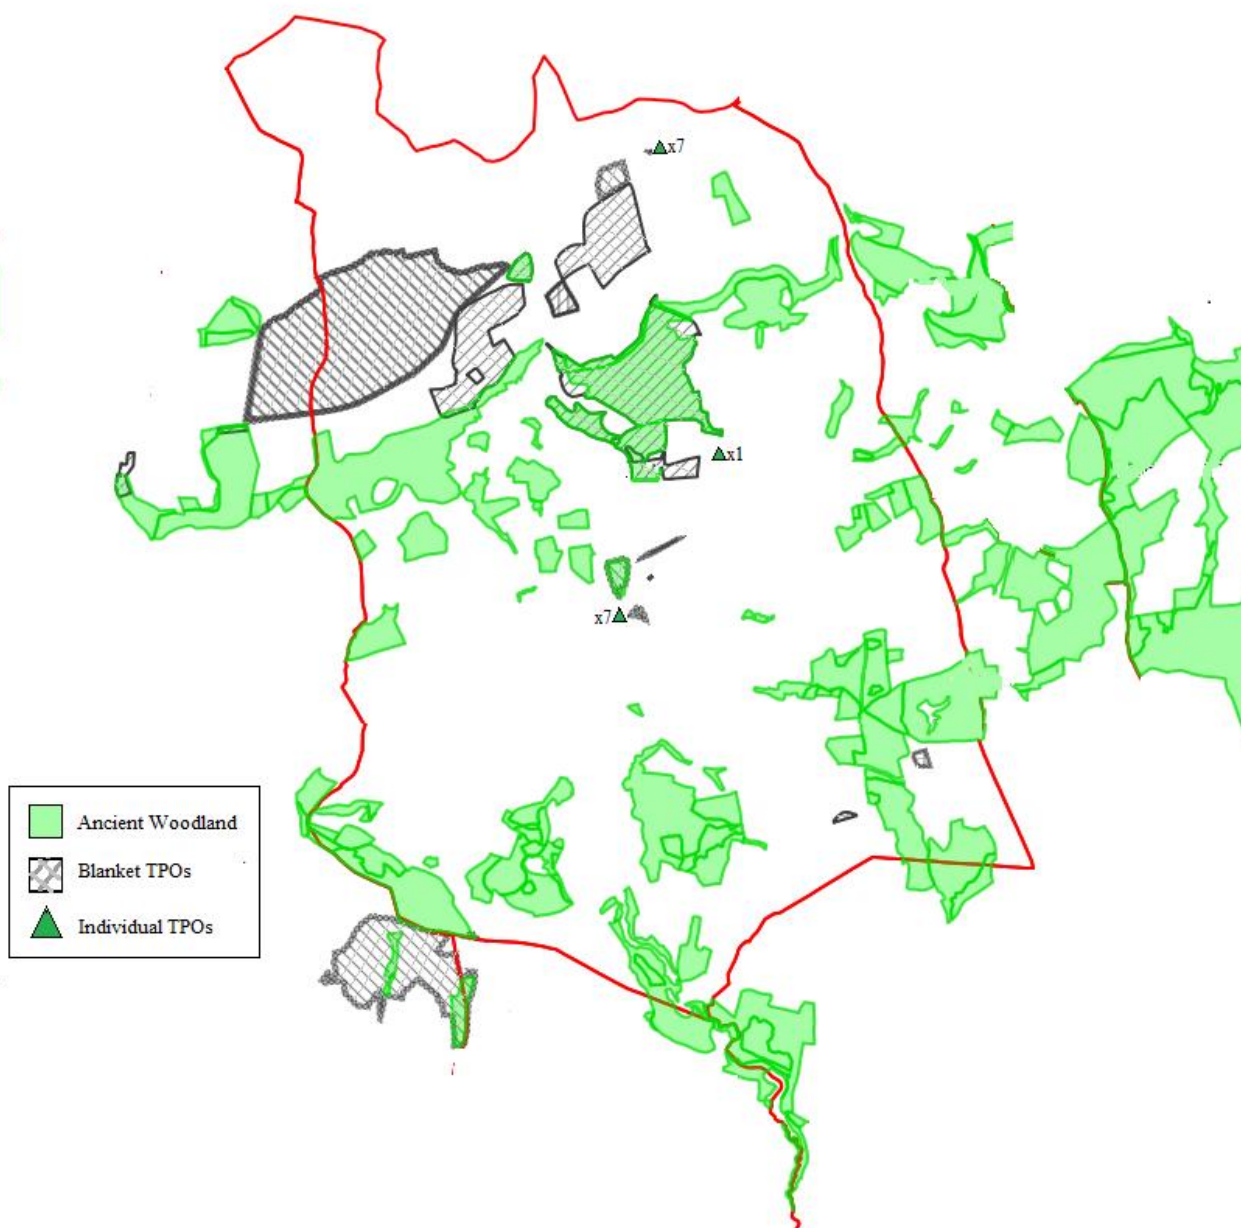 x7
x1
x7
Ancient Woodland
Blanket TPOs
Individual TPOs